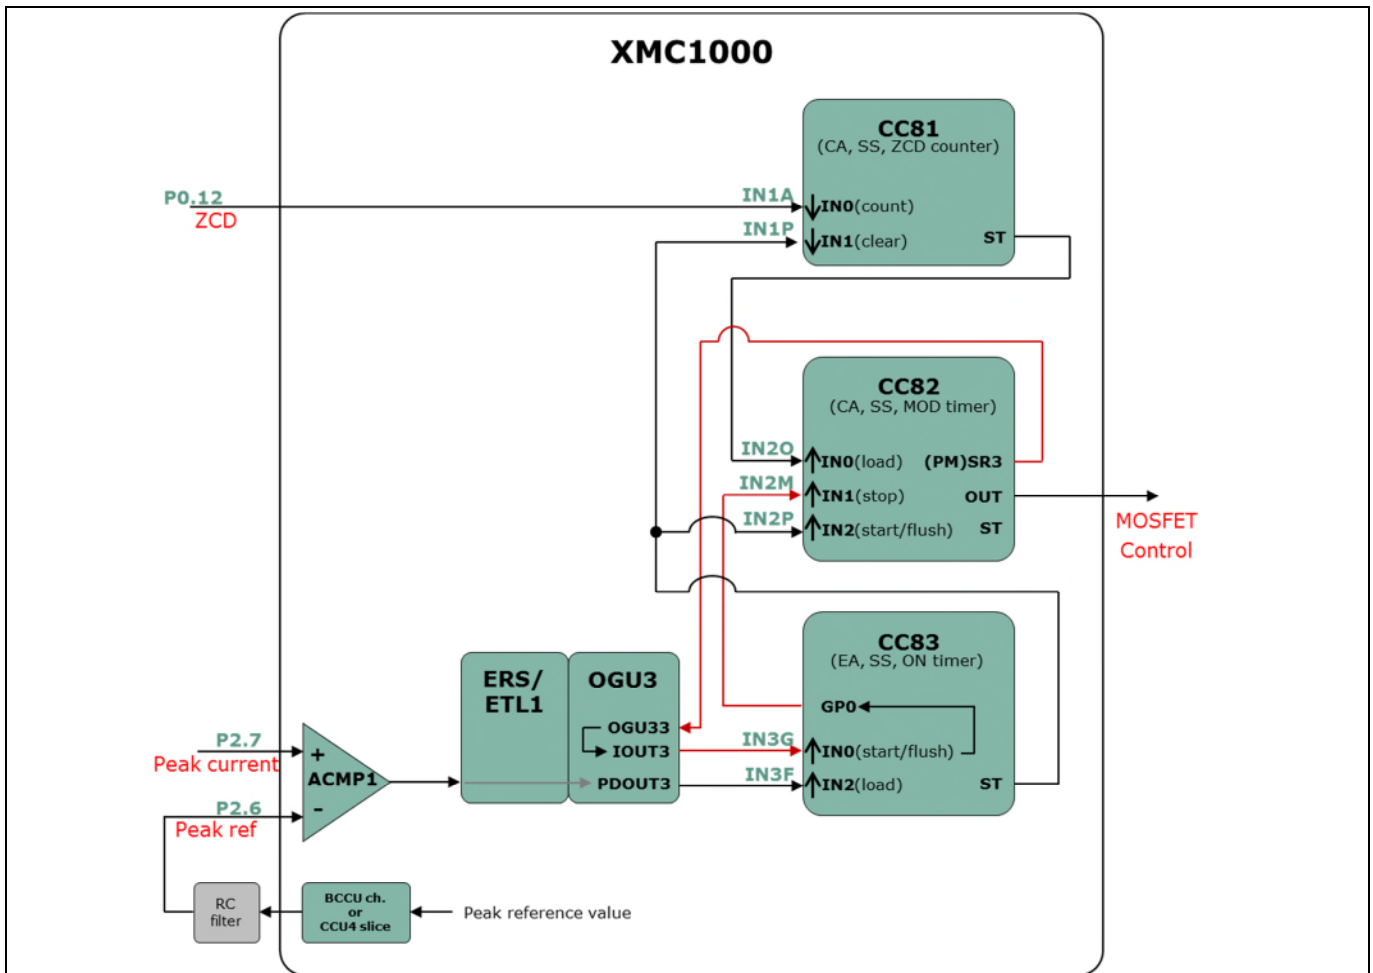 XMC1000
CC81
(CA, SS, ZCD counter)
P0.12
ZCD
IN1A
IN0(count)
IN1P
IN1(clear)
ST
CC82
(CA, SS, MOD timer)
IN2O
IN0(load)
(PM)SR3
IN2M
IN1(stop)
OUT
IN2P
IN2(start/flush)
ST
MOSFET
Control
CC83
(EA, SS, ON timer)
GP0
IN3G
IN0(start/flush)
IN3F
IN2(load)
ST
ERS/
ETL1
OGU3
OGU33
IOUT3
PDOUT3
P2.7
Peak current
+
ACMP1
-
P2.6
Peak ref
RC
filter
BCCU ch.
or
CCU4 slice
Peak reference value